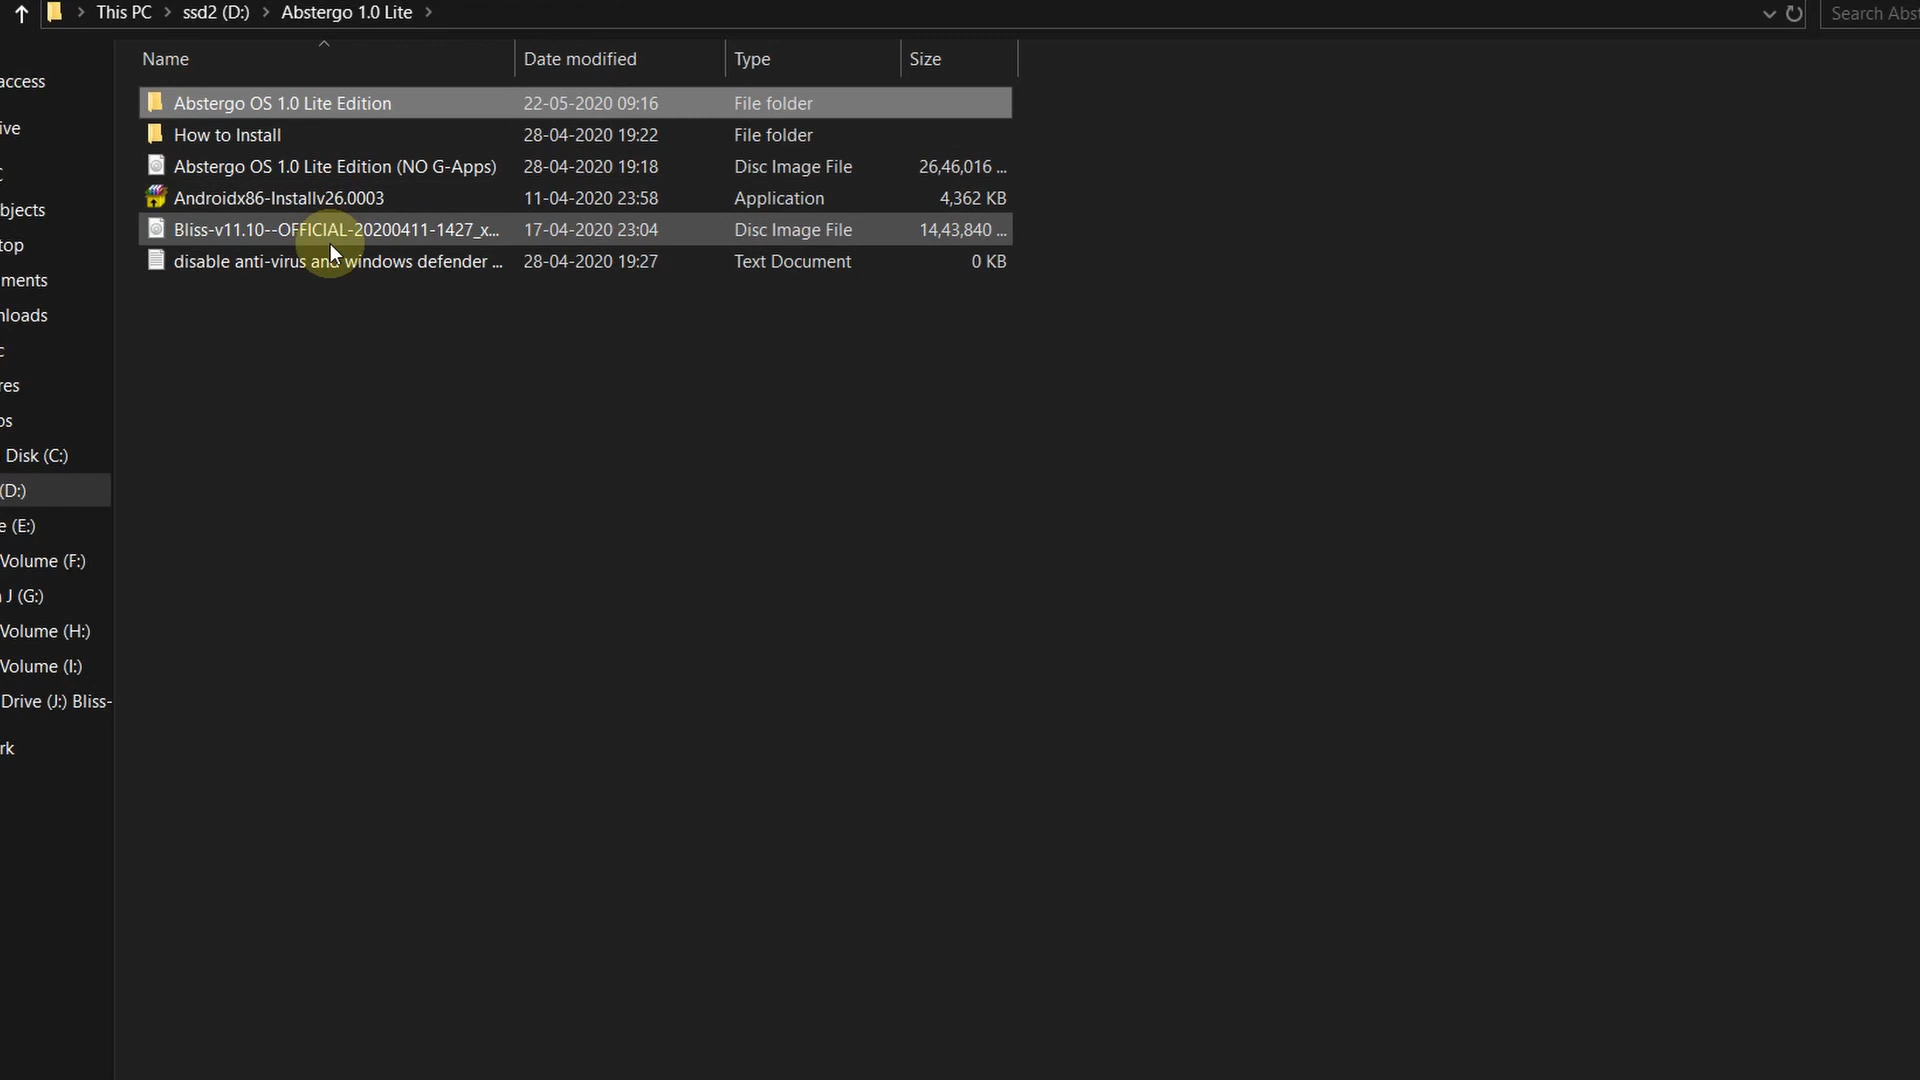 This PC > ssd2 (D:) > Abstergo 1.0 Lite >
Search Abst
Name Date modified Type Size
Abstergo OS 1.0 Lite Edition 22-05-2020 09:16 File folder
How to Install 28-04-2020 19:22 File folder
Abstergo OS 1.0 Lite Edition (NO G-Apps) 28-04-2020 19:18 Disc Image File 26,46,016 ...
Androidx86-Installv26.0003 11-04-2020 23:58 Application 4,362 KB
Bliss-v11.10--OFFICIAL-20200411-1427_x... 17-04-2020 23:04 Disc Image File 14,43,840 ...
disable anti-virus and windows defender ... 28-04-2020 19:27 Text Document 0 KB
access
ive
bjects
top
ments
nloads
c
res
os
Disk (C:)
(D:)
e (E:)
Volume (F:)
J (G:)
Volume (H:)
Volume (I:)
Drive (J:) Bliss-
rk